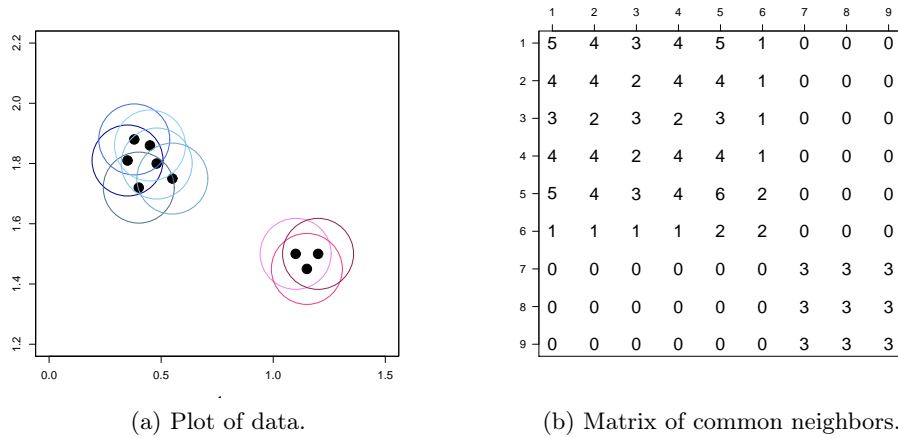 1 2 3 4 5 6 7 8 9
2.2
2.0
1.8
1.6
1.4
1.2
0.0 0.5 1.0 1.5
1 5 4 3 4 5 1 0 0 0
2 4 4 2 4 4 1 0 0 0
3 3 2 3 2 3 1 0 0 0
4 4 4 2 4 4 1 0 0 0
5 5 4 3 4 6 2 0 0 0
6 1 1 1 1 2 2 0 0 0
7 0 0 0 0 0 0 3 3 3
8 0 0 0 0 0 0 3 3 3
9 0 0 0 0 0 0 3 3 3
(a) Plot of data.
(b) Matrix of common neighbors.